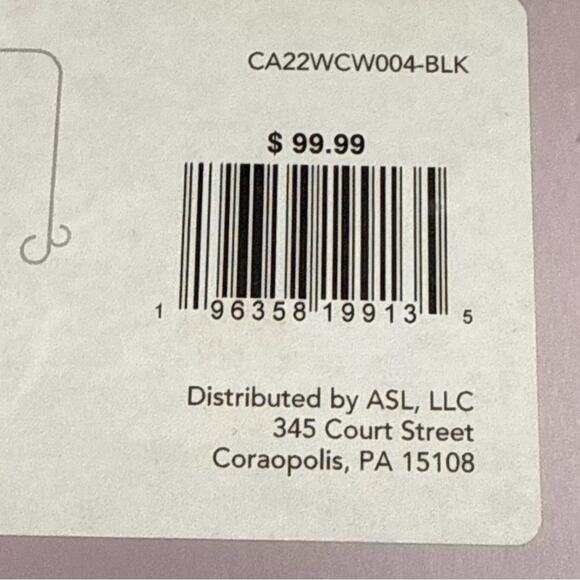 CA22WCW004-BLK
$ 99.99
1 96358 19913 5
Distributed by ASL, LLC
345 Court Street
Coraopolis, PA 15108